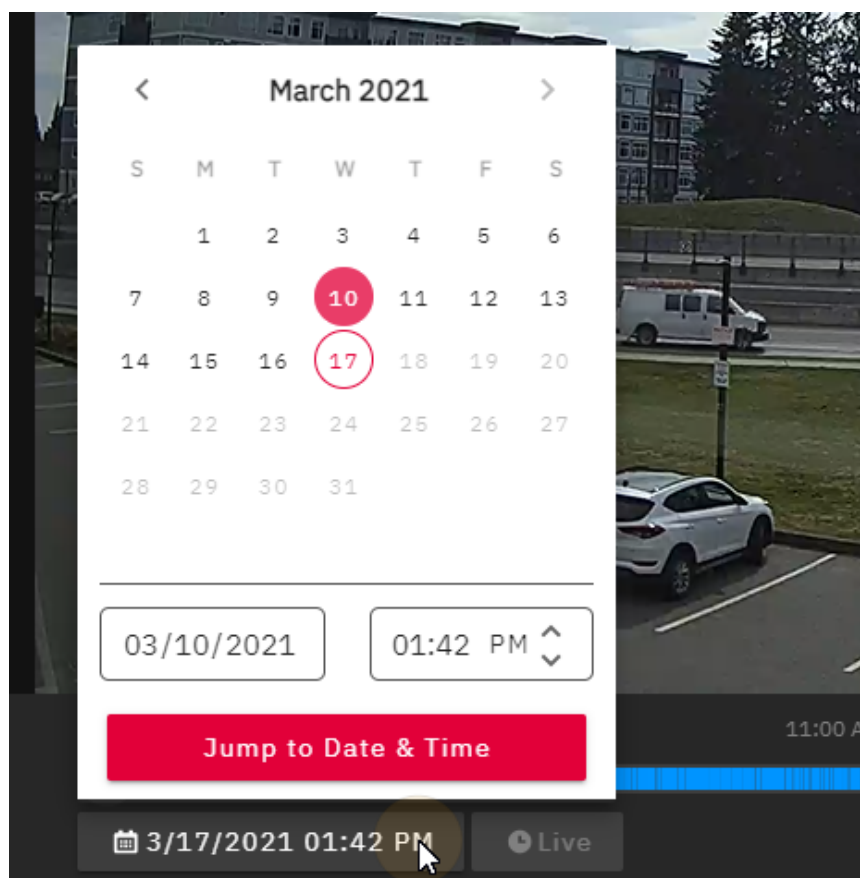 March 2021
S M T W T F S
1 2 3 4 5 6
7 8 9 10 11 12 13
14 15 16 17 18 19 20
21 22 23 24 25 26 27
28 29 30 31
03/10/2021 01:42 PM
11:00 A
Jump to Date & Time
3/17/2021 01:42 PM Live